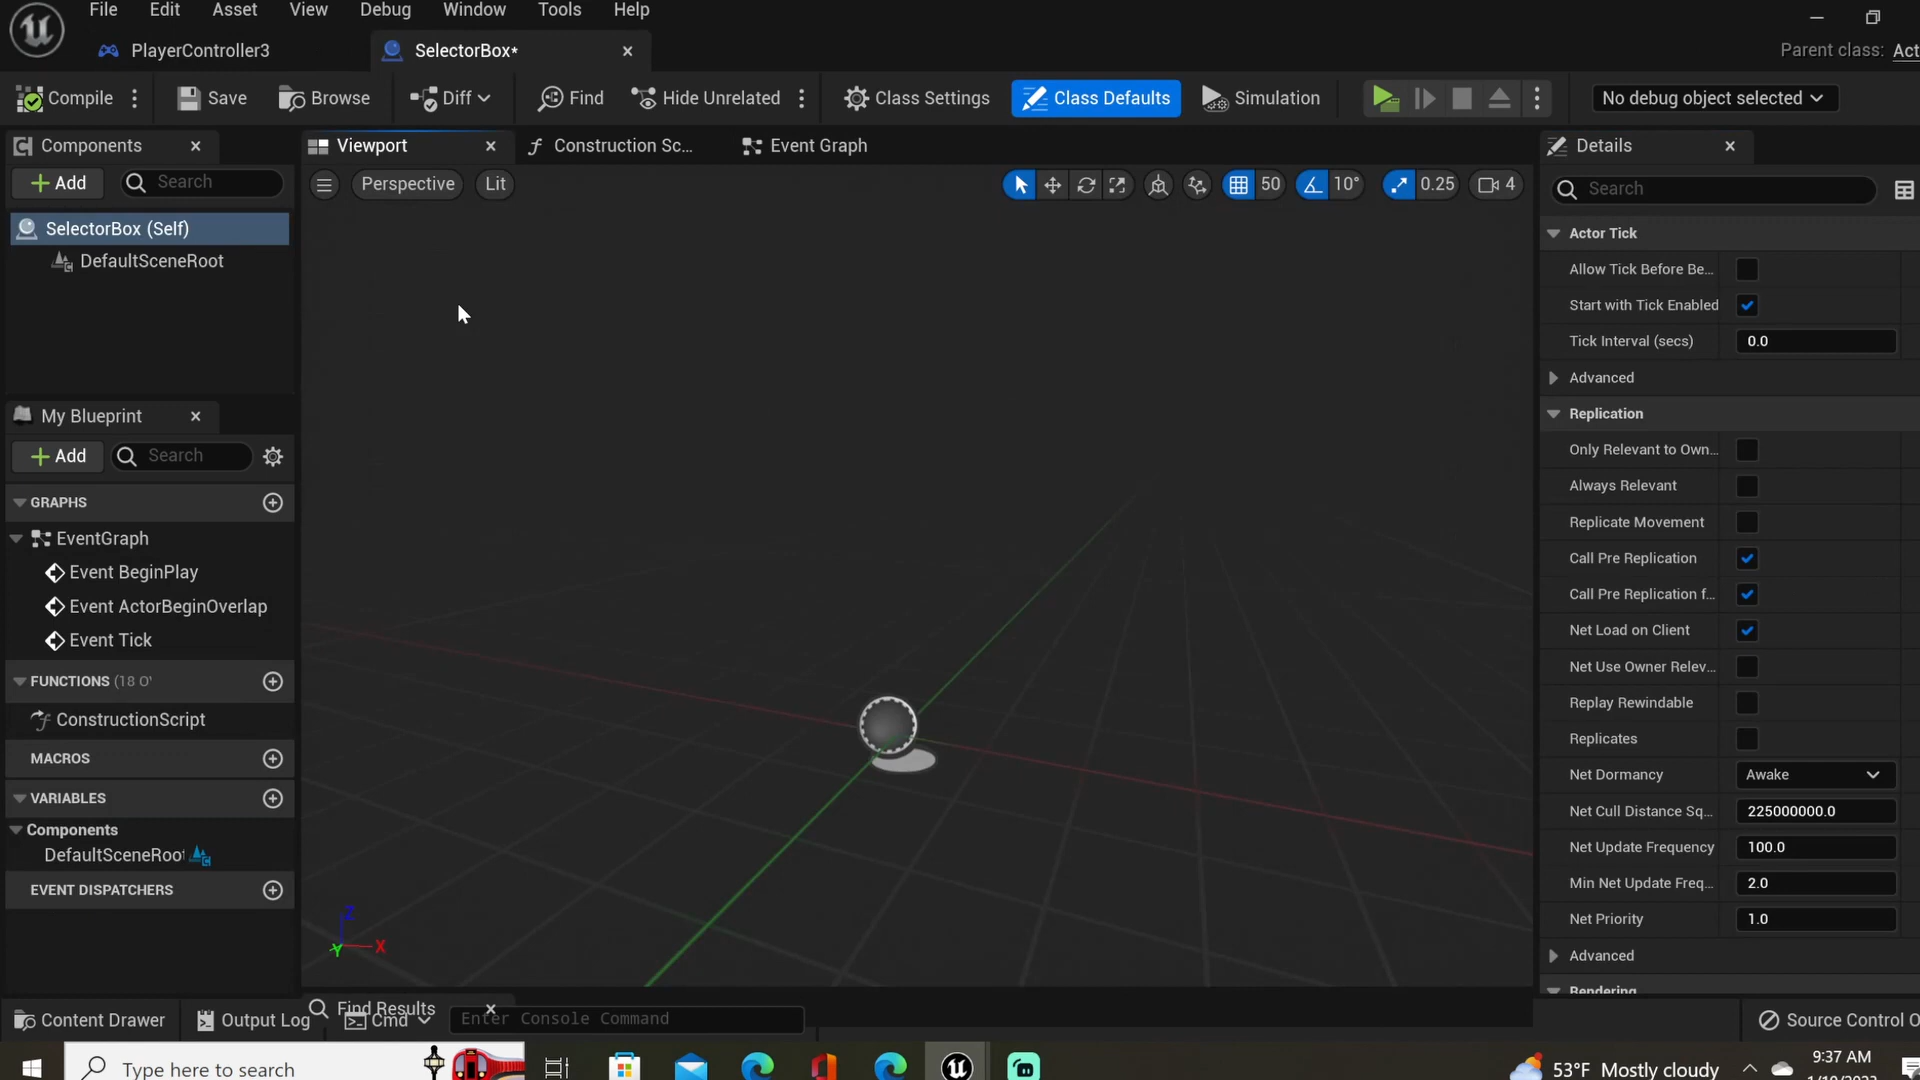 File Edit Asset View Debug Window Tools Help
PlayerController3
SelectorBox*
Parent class: Act
Compile
Save
Browse
Diff
Find
Hide Unrelated
Class Settings
Class Defaults
Simulation
No debug object selected
Components
Add
Search
SelectorBox (Self)
DefaultSceneRoot
My Blueprint
Add
Search
GRAPHS
EventGraph
Event BeginPlay
Event ActorBeginOverlap
Event Tick
FUNCTIONS (18 O
ConstructionScript
MACROS
VARIABLES
Components
DefaultSceneRoot
EVENT DISPATCHERS
Viewport
Construction Sc...
Event Graph
Perspective
Lit
50
10°
0.25
4
Z
Y
X
Details
Search
Actor Tick
Allow Tick Before Be...
Start with Tick Enabled
Tick Interval (secs) 0.0
Advanced
Replication
Only Relevant to Own...
Always Relevant
Replicate Movement
Call Pre Replication
Call Pre Replication f...
Net Load on Client
Net Use Owner Relev...
Replay Rewindable
Replicates
Net Dormancy Awake
Net Cull Distance Sq... 225000000.0
Net Update Frequency 100.0
Min Net Update Freq... 2.0
Net Priority 1.0
Advanced
Rendering
Find Results
Content Drawer
Output Log
Cmd
Enter Console Command
Source Control O
Type here to search
53°F Mostly cloudy
9:37 AM